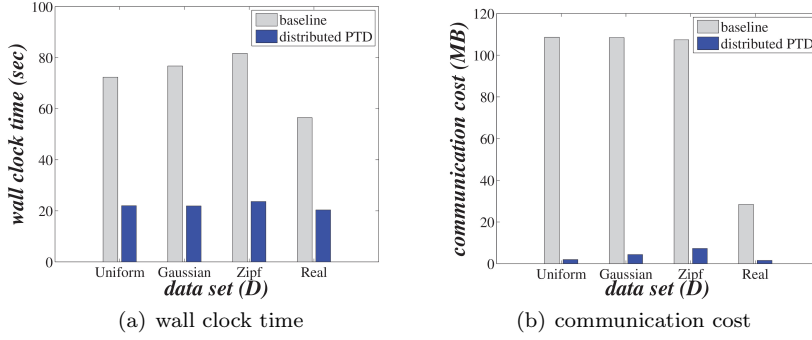 100
80
60
40
20
0
wall clock time (sec)
baseline
distributed PTD
Uniform Gaussian Zipf Real
data set (D)
(a) wall clock time
120
100
80
60
40
20
0
communication cost (MB)
baseline
distributed PTD
Uniform Gaussian Zipf Real
data set (D)
(b) communication cost